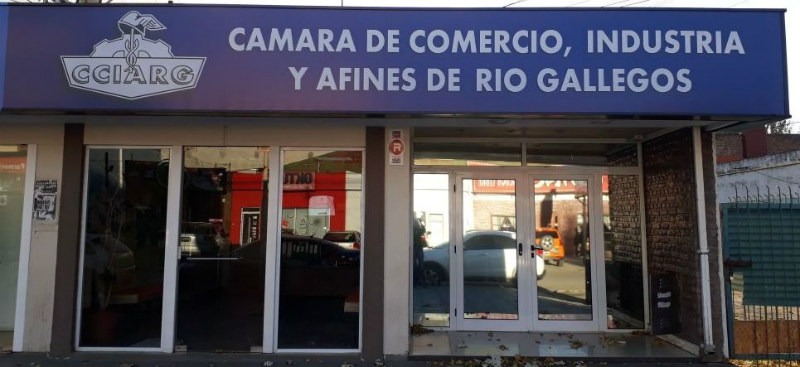 CCIARG
CAMARA DE COMERCIO, INDUSTRIA
Y AFINES DE RIO GALLEGOS